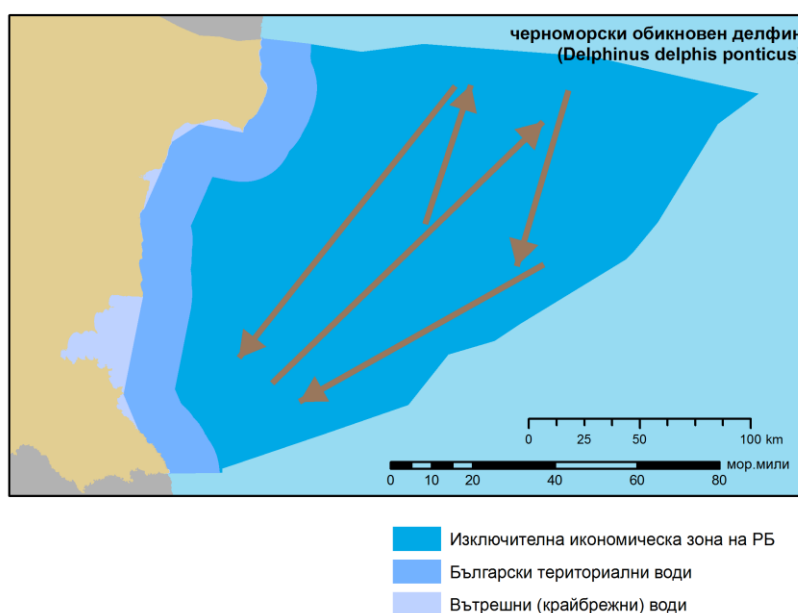 черноморски обикновен делфин
(Delphinus delphis ponticus
0 25 50 100 km
мор.мили
0 10 20 40 60 80
Изключителна икономическа зона на РБ
Български териториални води
Вътрешни (крайбрежни) води